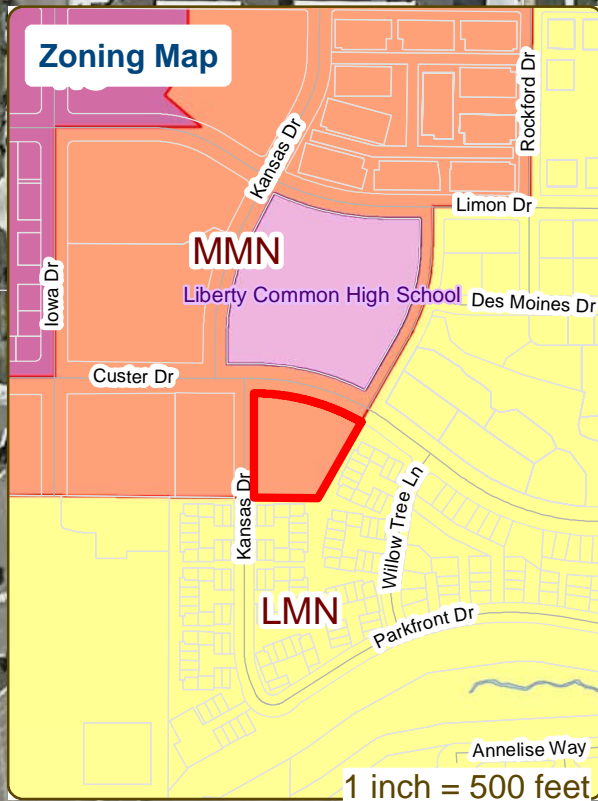 Zoning Map
Kansas Dr
Rockford Dr
Limon Dr
MMN
Iowa Dr
Liberty Common High School
Des Moines Dr
Custer Dr
Kansas Dr
Willow Tree Ln
LMN
Parkfront Dr
Annelise Way
1 inch = 500 feet